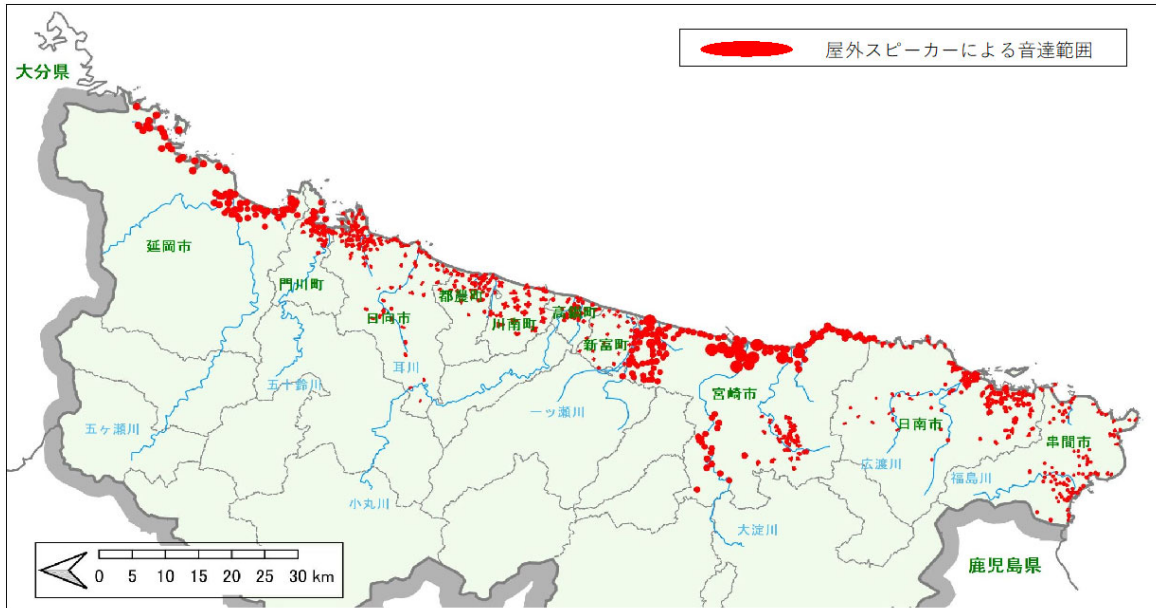 屋外スピーカーによる音達範囲
大分県
延岡市
門川町
日向市
都農町
川南町
高鍋町
新富町
宮崎市
日南市
串間市
五ヶ瀬川
五十鈴川
耳川
小丸川
一ッ瀬川
大淀川
広渡川
福島川
鹿児島県
0 5 10 15 20 25 30 km